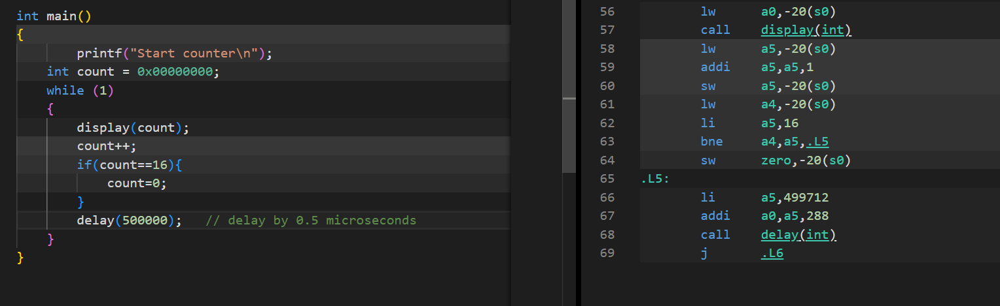 int main()
{
printf("Start counter\n");
int count = 0x00000000;
while (1)
{
display(count);
count++;
if(count==16){
count=0;
}
delay(500000);   // delay by 0.5 microseconds
}
}
56 lw a0,-20(s0)
57 call display(int)
58 lw a5,-20(s0)
59 addi a5,a5,1
60 sw a5,-20(s0)
61 lw a4,-20(s0)
62 li a5,16
63 bne a4,a5,.L5
64 sw zero,-20(s0)
65 .L5:
66 li a5,499712
67 addi a0,a5,288
68 call delay(int)
69 j .L6